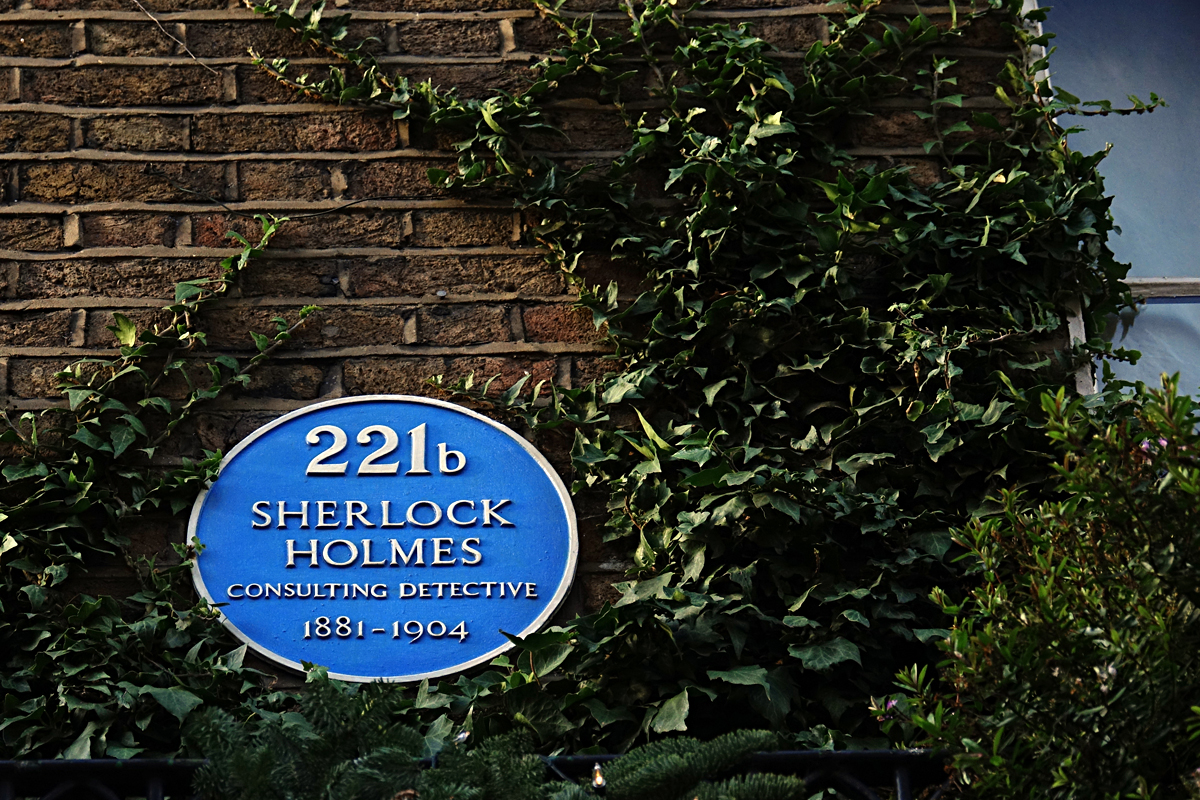 221b
SHERLOCK
HOLMES
CONSULTING DETECTIVE
1881-1904